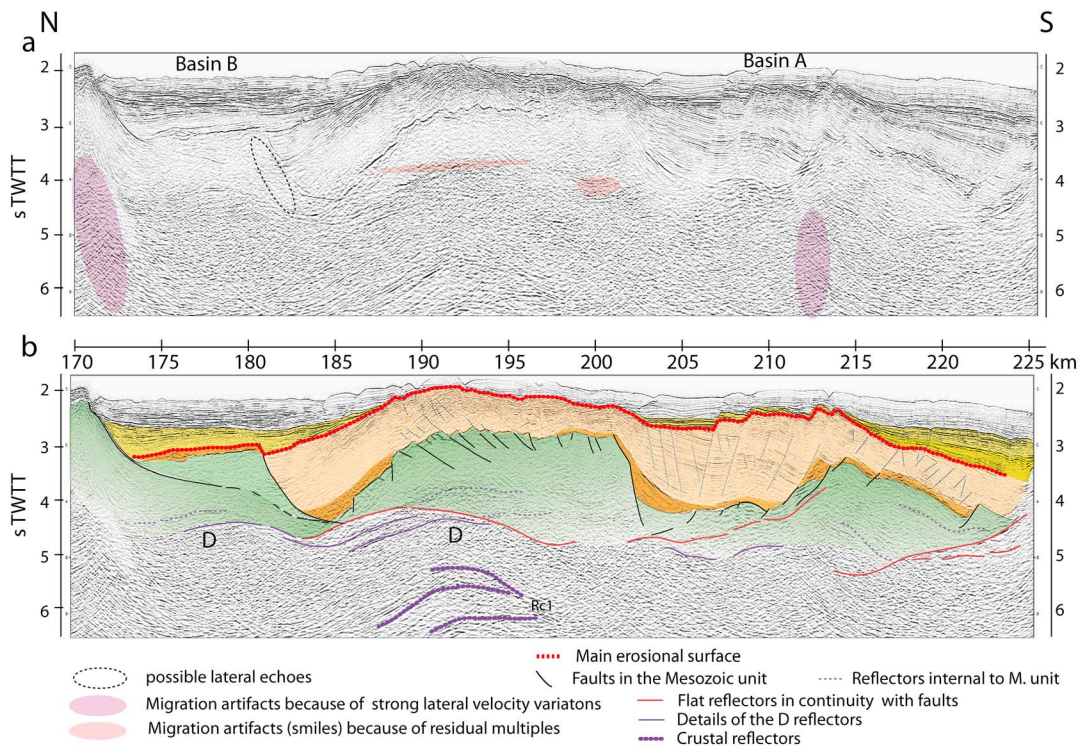 N
S
a
Basin B
Basin A
2
3
4
5
6
s TWTT
2
3
4
5
6
b
170 175 180 185 190 195 200 205 210 215 220 225 km
2
3
4
5
6
s TWTT
2
3
4
5
6
D
D
Rc1
possible lateral echoes
Migration artifacts because of strong lateral velocity variatons
Migration artifacts (smiles) because of residual multiples
Main erosional surface
Faults in the Mesozoic unit
Reflectors internal to M. unit
Flat reflectors in continuity with faults
Details of the D reflectors
Crustal reflectors